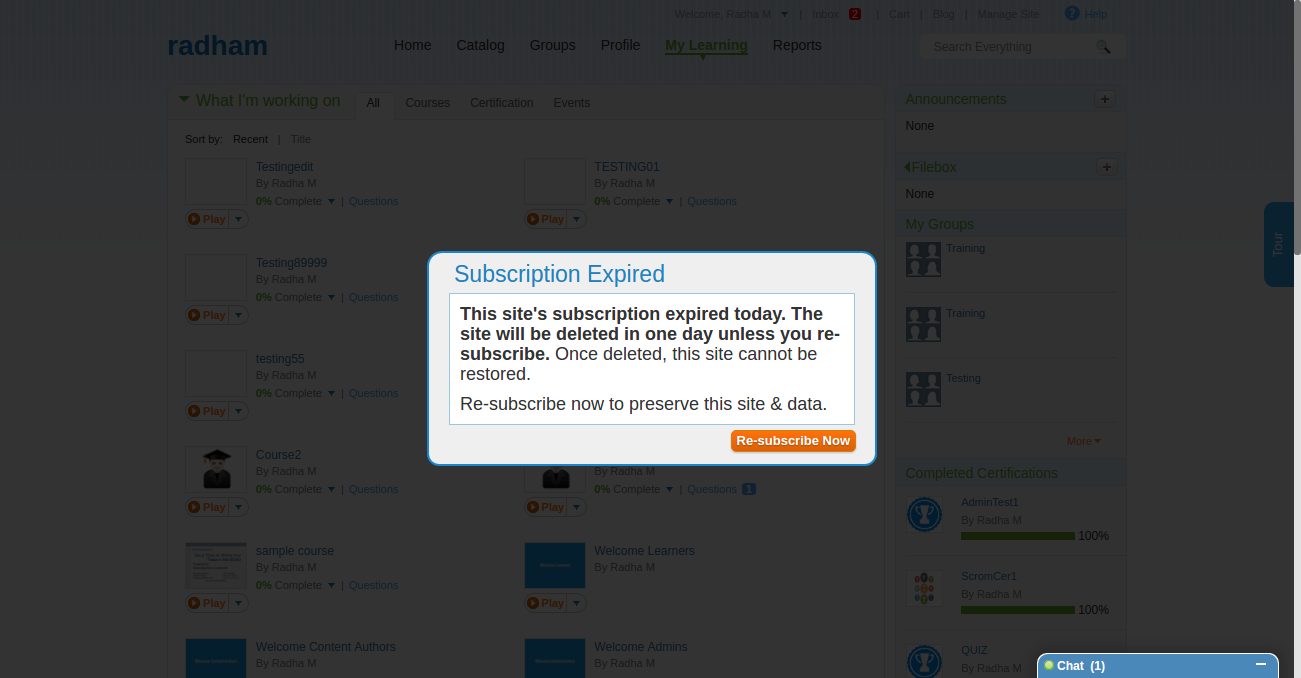 Welcome, Radha M | Inbox 2 | Cart | Blog | Manage Site ? Help
radham
Home Catalog Groups Profile My Learning Reports
Search Everything
What I'm working on All Courses Certification Events
Sort by: Recent | Title
Testingedit
By Radha M
0% Complete | Questions
Play
TESTING01
By Radha M
0% Complete | Questions
Play
Testing89999
By Radha M
0% Complete | Questions
Play
testing55
By Radha M
0% Complete | Questions
Play
Course2
By Radha M
0% Complete | Questions
Play
By Radha M
0% Complete | Questions 1
Play
sample course
By Radha M
0% Complete | Questions
Play
Welcome Learners
By Radha M
Play
Welcome Content Authors
By Radha M
Welcome Admins
By Radha M
Subscription Expired
This site's subscription expired today. The
site will be deleted in one day unless you re-
subscribe. Once deleted, this site cannot be
restored.
Re-subscribe now to preserve this site & data.
Re-subscribe Now
Announcements +
None
Filebox +
None
My Groups
Training
Training
Testing
More
Completed Certifications
AdminTest1
By Radha M
100%
ScromCer1
By Radha M
100%
QUIZ
By Radha M
Tour
Chat (1)